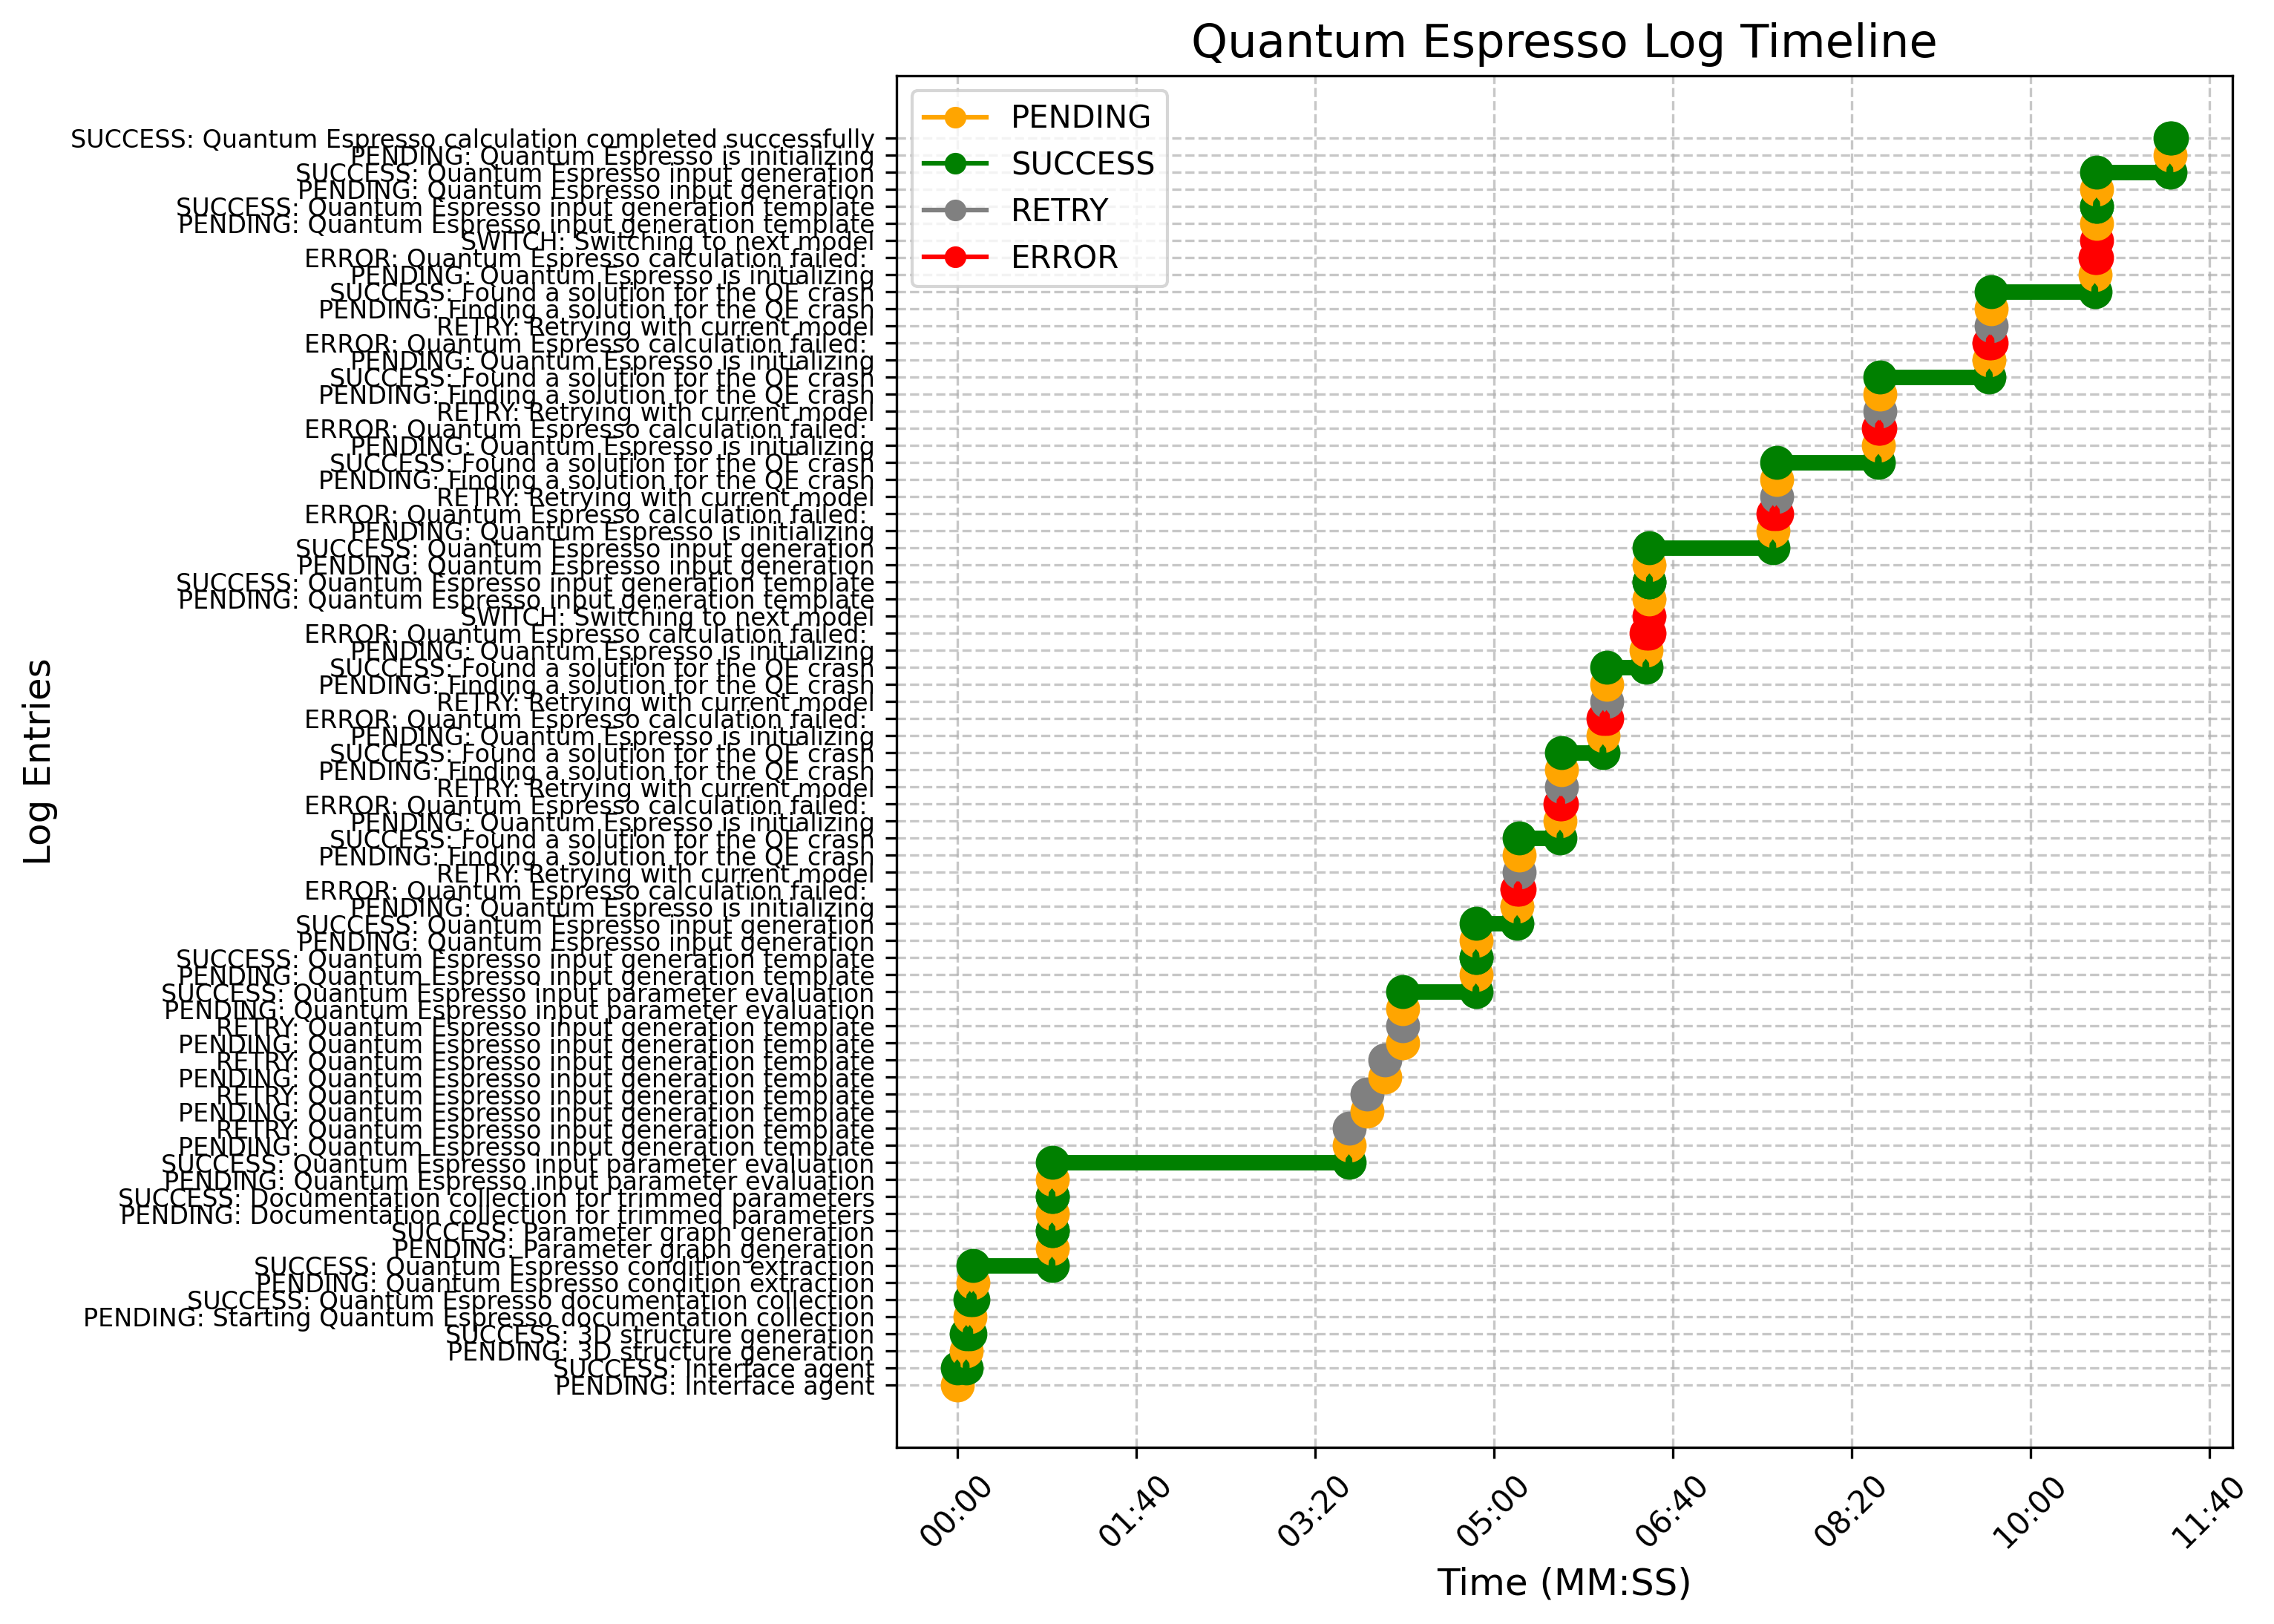 Quantum Espresso Log Timeline
PENDING
SUCCESS
RETRY
ERROR
SUCCESS: Quantum Espresso calculation completed successfully
PENDING: Quantum Espresso is initializing
SUCCESS: Quantum Espresso input generation
PENDING: Quantum Espresso input generation
SUCCESS: Quantum Espresso input generation template
PENDING: Quantum Espresso input generation template
SWITCH: Switching to next model
ERROR: Quantum Espresso calculation failed:
PENDING: Quantum Espresso is initializing
SUCCESS: Found a solution for the QE crash
PENDING: Finding a solution for the QE crash
RETRY: Retrying with current model
ERROR: Quantum Espresso calculation failed:
PENDING: Quantum Espresso is initializing
SUCCESS: Found a solution for the QE crash
PENDING: Finding a solution for the QE crash
RETRY: Retrying with current model
ERROR: Quantum Espresso calculation failed:
PENDING: Quantum Espresso is initializing
SUCCESS: Found a solution for the QE crash
PENDING: Finding a solution for the QE crash
RETRY: Retrying with current model
ERROR: Quantum Espresso calculation failed:
PENDING: Quantum Espresso is initializing
SUCCESS: Quantum Espresso input generation
PENDING: Quantum Espresso input generation
SUCCESS: Quantum Espresso input generation template
PENDING: Quantum Espresso input generation template
SWITCH: Switching to next model
ERROR: Quantum Espresso calculation failed:
PENDING: Quantum Espresso is initializing
SUCCESS: Found a solution for the QE crash
PENDING: Finding a solution for the QE crash
RETRY: Retrying with current model
ERROR: Quantum Espresso calculation failed:
PENDING: Quantum Espresso is initializing
SUCCESS: Found a solution for the QE crash
PENDING: Finding a solution for the QE crash
RETRY: Retrying with current model
ERROR: Quantum Espresso calculation failed:
PENDING: Quantum Espresso is initializing
SUCCESS: Found a solution for the QE crash
PENDING: Finding a solution for the QE crash
RETRY: Retrying with current model
ERROR: Quantum Espresso calculation failed:
PENDING: Quantum Espresso is initializing
SUCCESS: Quantum Espresso input generation
PENDING: Quantum Espresso input generation
SUCCESS: Quantum Espresso input generation template
PENDING: Quantum Espresso input generation template
SUCCESS: Quantum Espresso input parameter evaluation
PENDING: Quantum Espresso input parameter evaluation
RETRY: Quantum Espresso input generation template
PENDING: Quantum Espresso input generation template
RETRY: Quantum Espresso input generation template
PENDING: Quantum Espresso input generation template
RETRY: Quantum Espresso input generation template
PENDING: Quantum Espresso input generation template
RETRY: Quantum Espresso input generation template
PENDING: Quantum Espresso input generation template
SUCCESS: Quantum Espresso input parameter evaluation
PENDING: Quantum Espresso input parameter evaluation
SUCCESS: Documentation collection for trimmed parameters
PENDING: Documentation collection for trimmed parameters
SUCCESS: Parameter graph generation
PENDING: Parameter graph generation
SUCCESS: Quantum Espresso condition extraction
PENDING: Quantum Espresso condition extraction
SUCCESS: Quantum Espresso documentation collection
PENDING: Starting Quantum Espresso documentation collection
SUCCESS: 3D structure generation
PENDING: 3D structure generation
SUCCESS: Interface agent
PENDING: Interface agent
Log Entries
00:00
01:40
03:20
05:00
06:40
08:20
10:00
11:40
Time (MM:SS)